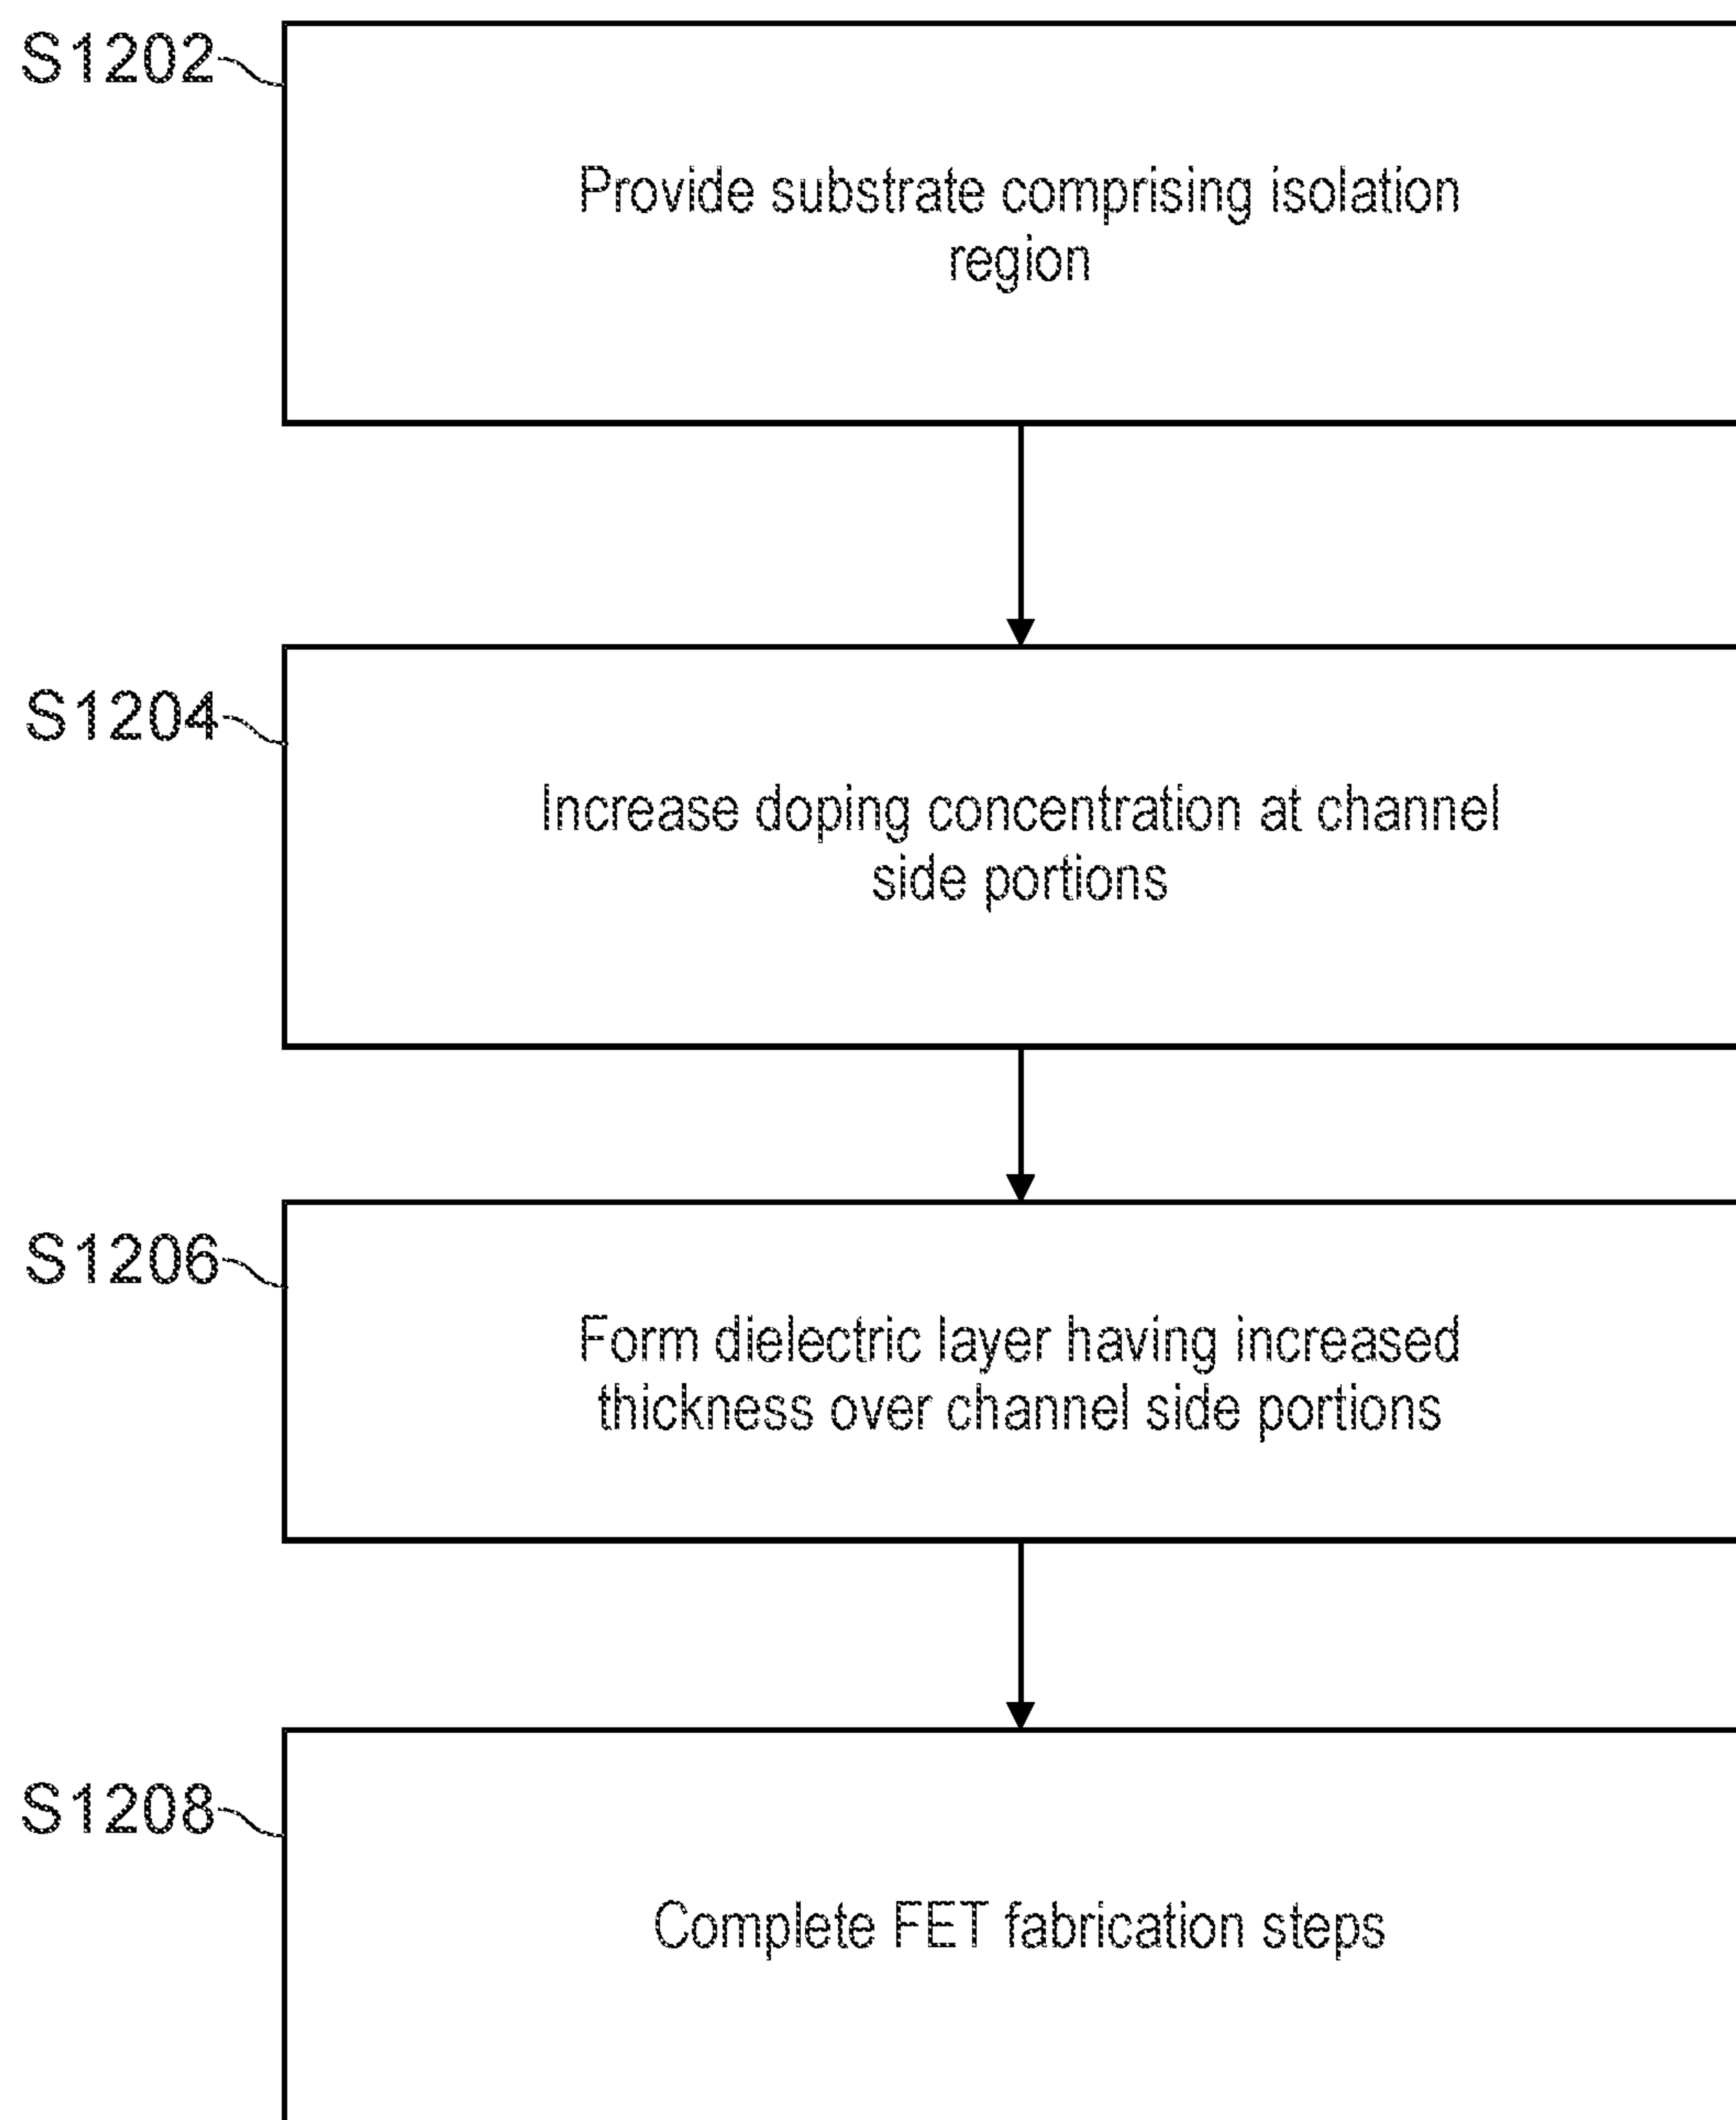 S1202
Provide substrate comprising isolation
region
S1204
Increase doping concentration at channel
side portions
S1206
Form dielectric layer having increased
thickness over channel side portions
S1208
Complete FET fabrication steps